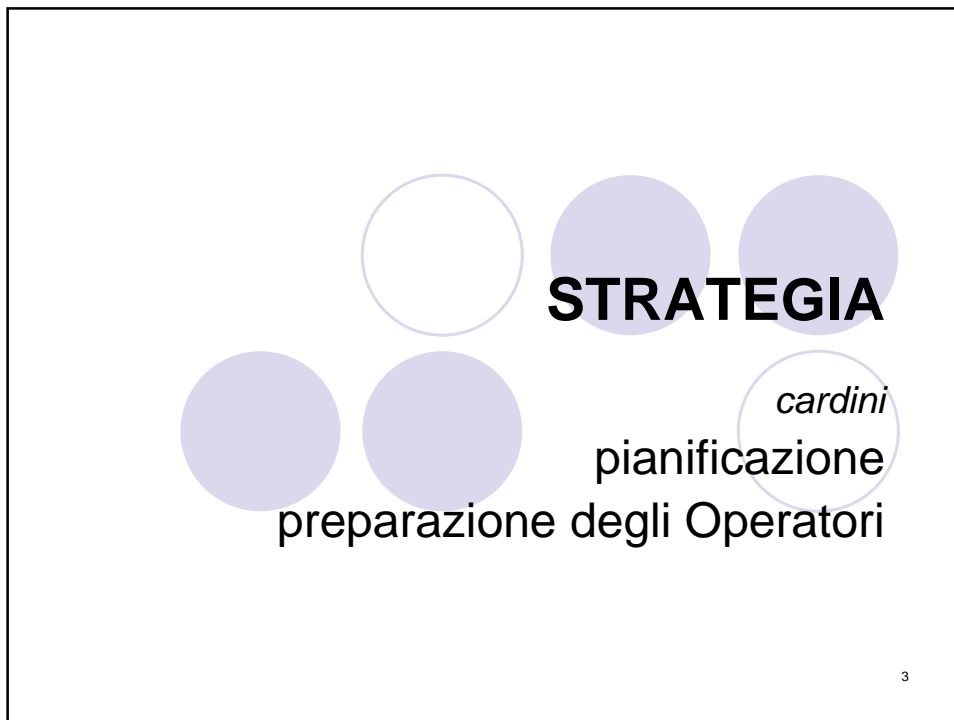 STRATEGIA
cardini
pianificazione
preparazione degli Operatori
3